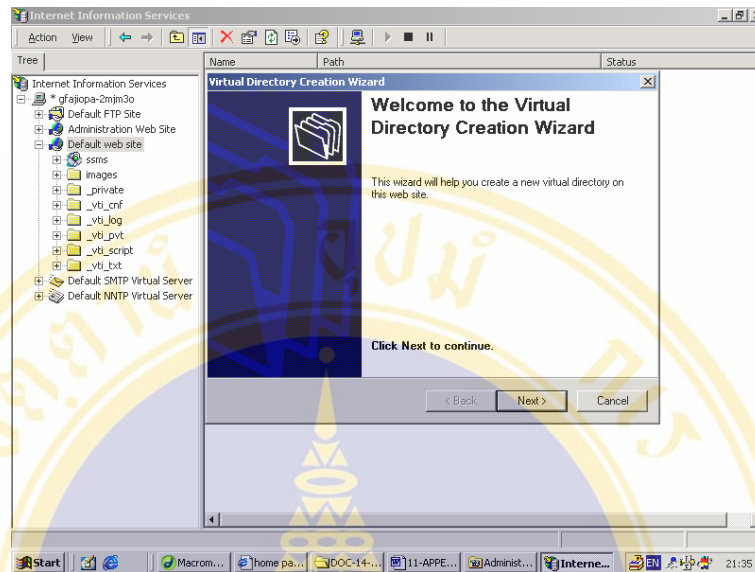 Internet Information Services
Action View
Tree
Name Path Status
Internet Information Services
* gfajiopa-2mjm3o
Default FTP Site
Administration Web Site
Default web site
ssms
images
_private
_vti_cnf
_vti_log
_vti_pvt
_vti_script
_vti_txt
Default SMTP Virtual Server
Default NNTP Virtual Server
Virtual Directory Creation Wizard
Welcome to the Virtual
Directory Creation Wizard
This wizard will help you create a new virtual directory on
this web site.
Click Next to continue.
< Back Next > Cancel
Start Macrom... home pa... DOC-14-... 11-APPE... Administ... Interne... EN 21:35